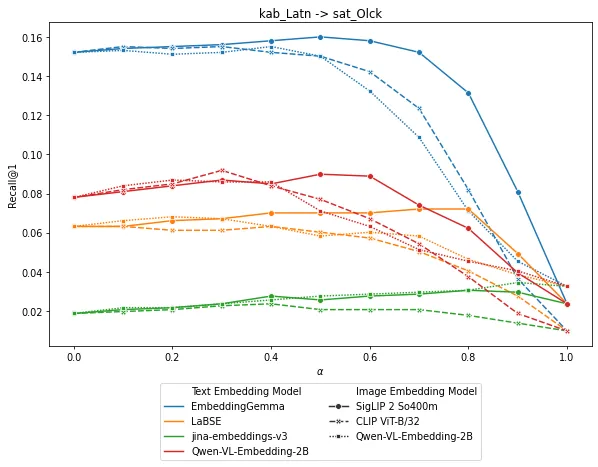 kab_Latn -> sat_Olck
Recall@1
0.16
0.14
0.12
0.10
0.08
0.06
0.04
0.02
0.0
0.2
0.4
0.6
0.8
1.0
α
Text Embedding Model
EmbeddingGemma
LaBSE
jina-embeddings-v3
Qwen-VL-Embedding-2B
Image Embedding Model
SigLIP 2 So400m
CLIP ViT-B/32
Qwen-VL-Embedding-2B